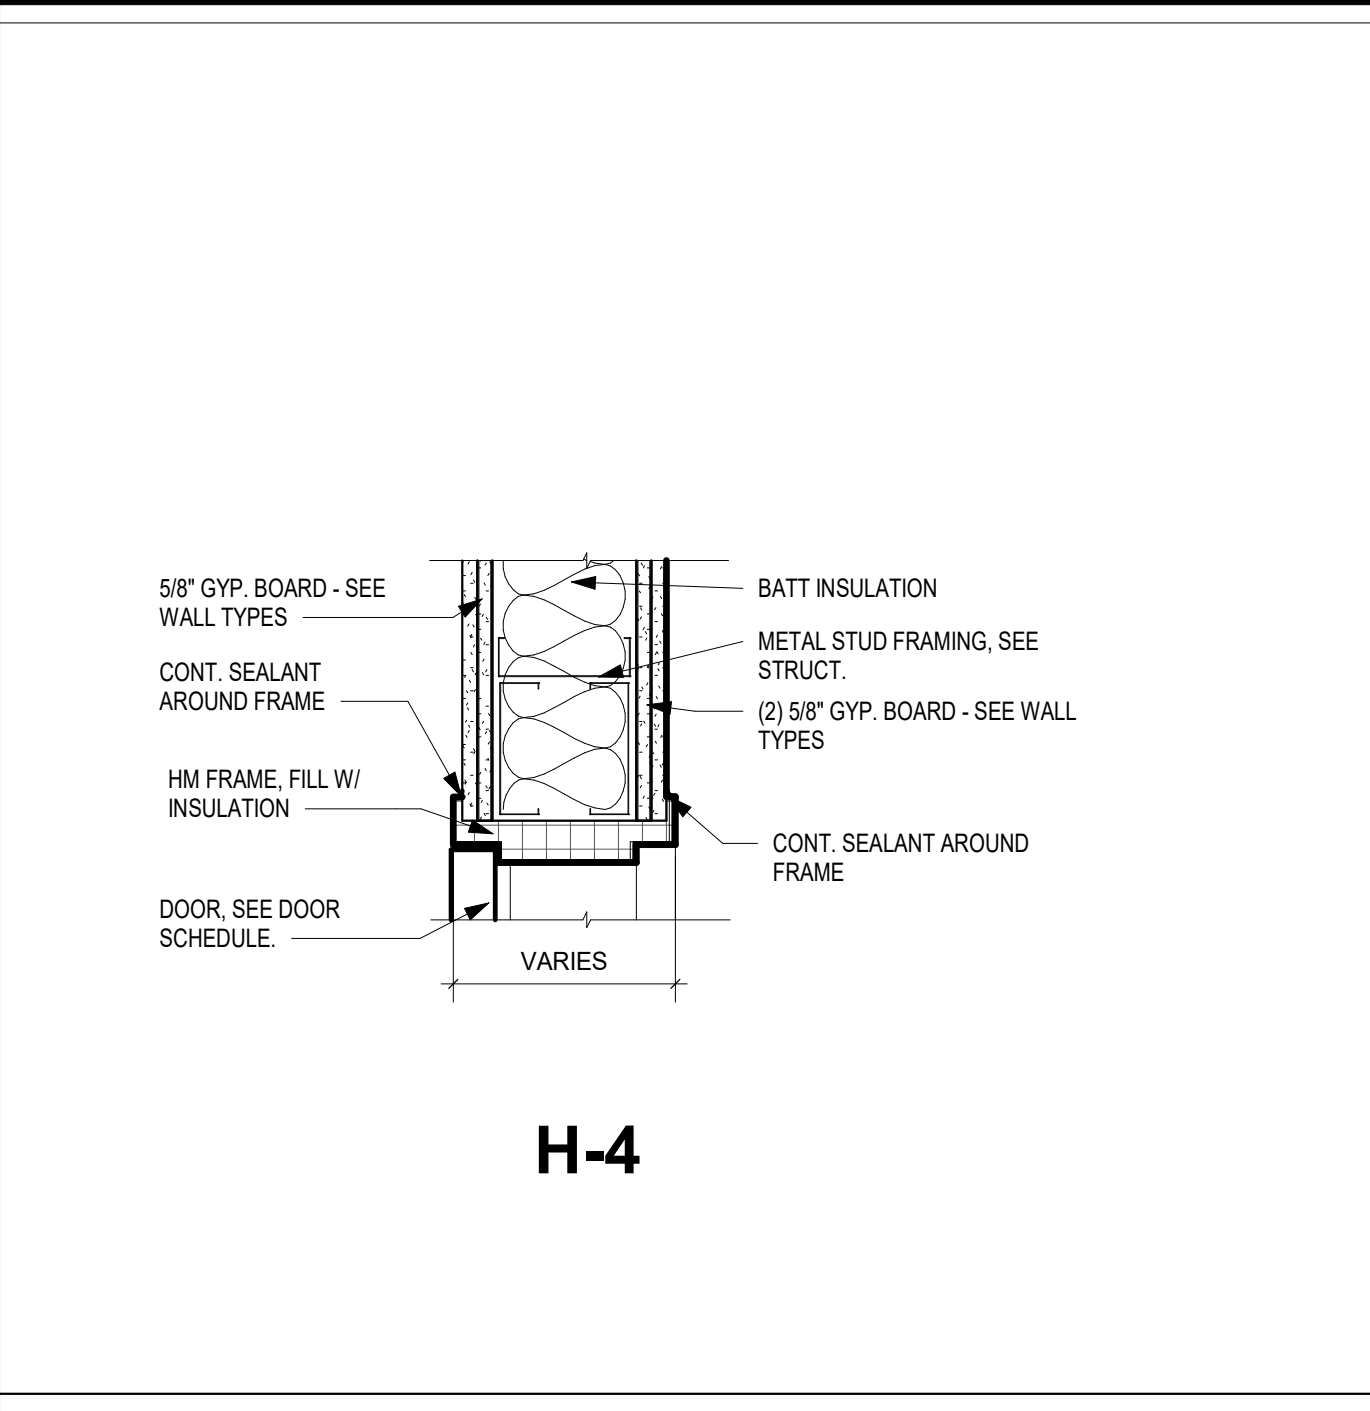 5/8" GYP. BOARD - SEE
WALL TYPES
CONT. SEALANT
AROUND FRAME
HM FRAME, FILL W/
INSULATION
DOOR, SEE DOOR
SCHEDULE.
BATT INSULATION
METAL STUD FRAMING, SEE
STRUCT.
(2) 5/8" GYP. BOARD - SEE WALL
TYPES
CONT. SEALANT AROUND
FRAME
VARIES
H-4